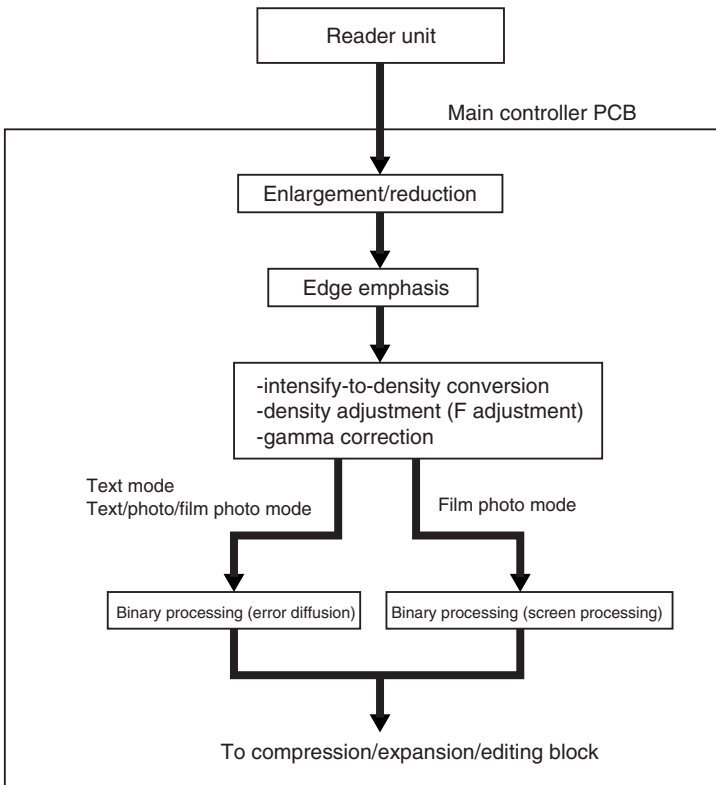 Reader unit
Main controller PCB
Enlargement/reduction
Edge emphasis
-intensify-to-density conversion
-density adjustment (F adjustment)
-gamma correction
Text mode
Text/photo/film photo mode
Film photo mode
Binary processing (error diffusion)
Binary processing (screen processing)
To compression/expansion/editing block